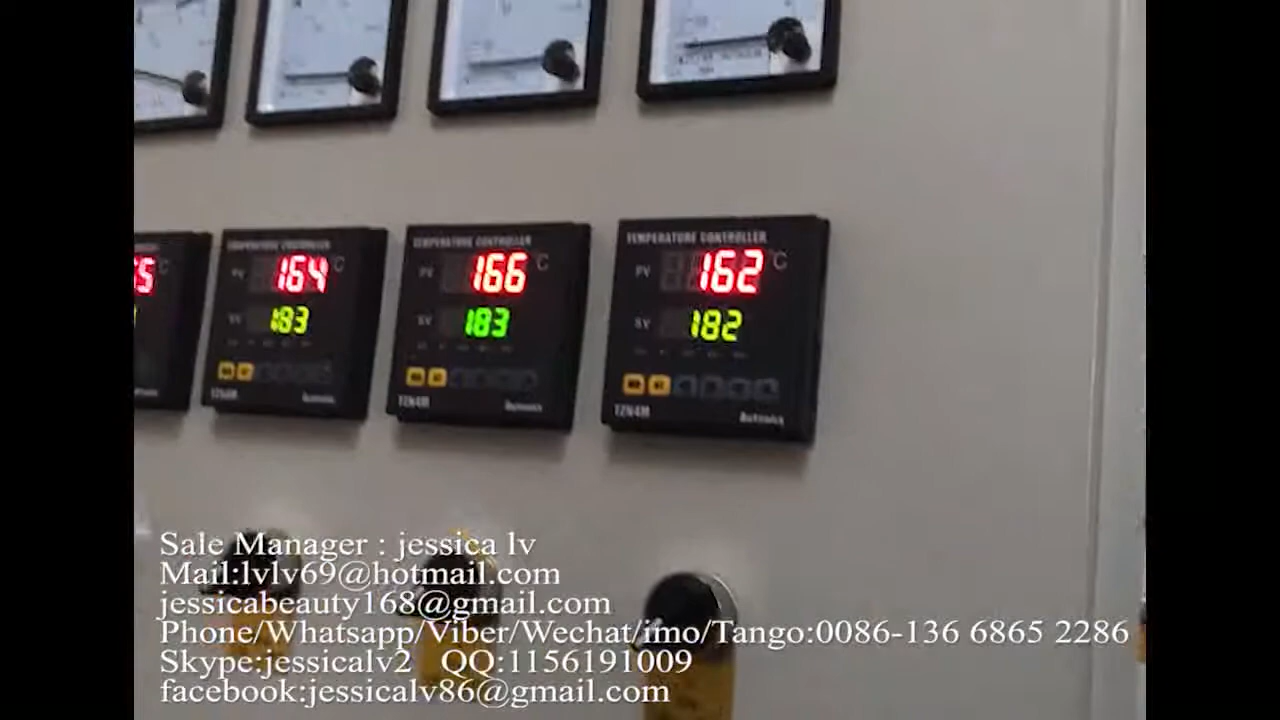 TEMPERATURE CONTROLLER
TEMPERATURE CONTROLLER
TEMPERATURE CONTROLLER
5 C
PV 164 C
PV 166 °C
PV 162 °C
SV 183
SV 183
SV 182
TZN4M
TZN4M
TZN4M
Autonics
Autonics
Autonics
Sale Manager : jessica lv
Mail:lvlv69@hotmail.com
jessicabeauty168@gmail.com
Phone/Whatsapp/Viber/Wechat/imo/Tango:0086-136 6865 2286
Skype:jessicalv2 QQ:1156191009
facebook:jessicalv86@gmail.com